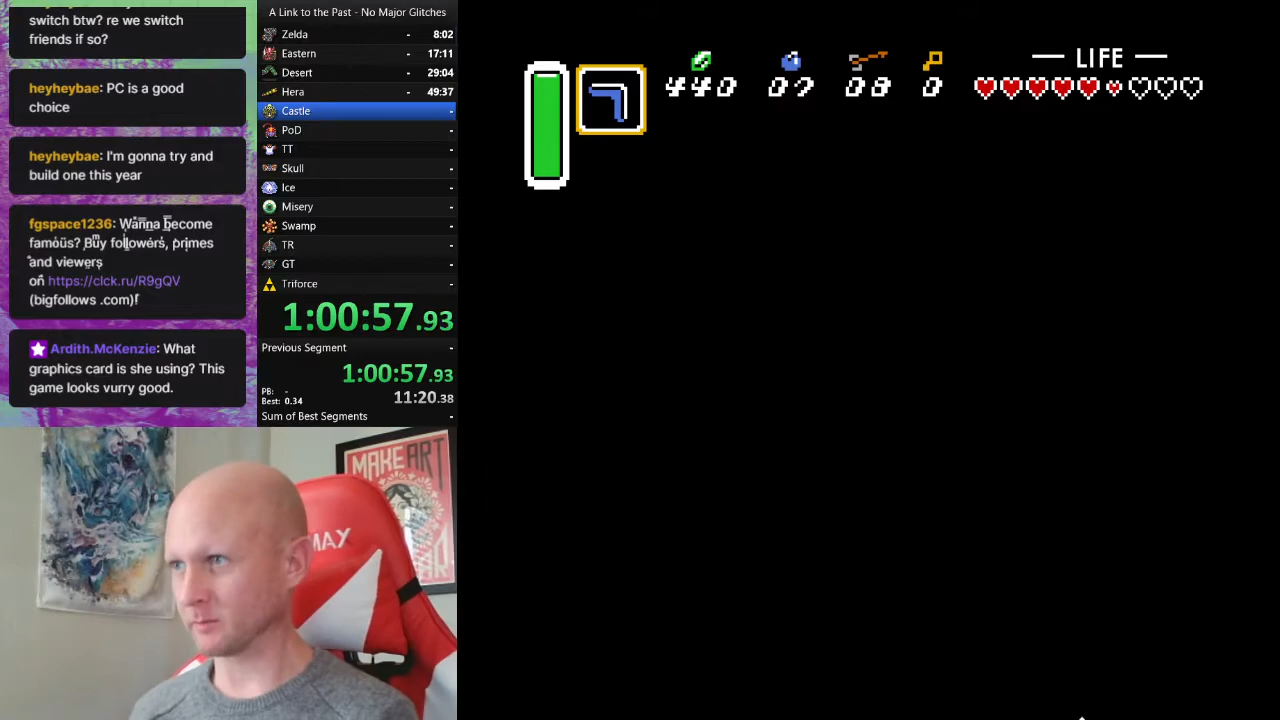 switch btw? re we switch
friends if so?
heyheybae: PC is a good
choice
heyheybae: I'm gonna try and
build one this year
fgspace1236: Wanna become
famous? Buy followers, primes
and viewers
on https://clck.ru/R9gQV
(bigfollows .com)!
Ardith.McKenzie: What
graphics card is she using? This
game looks vurry good.
A Link to the Past - No Major Glitches
Zelda - 8:02
Eastern - 17:11
Desert - 29:04
Hera - 49:37
Castle -
PoD -
TT -
Skull -
Ice -
Misery -
Swamp -
TR -
GT -
Triforce -
1:00:57.93
Previous Segment -
1:00:57.93
PB: -
Best: 0.34 11:20.38
Sum of Best Segments -
MAKE ART
MAX
— LIFE —
440 07 08 0